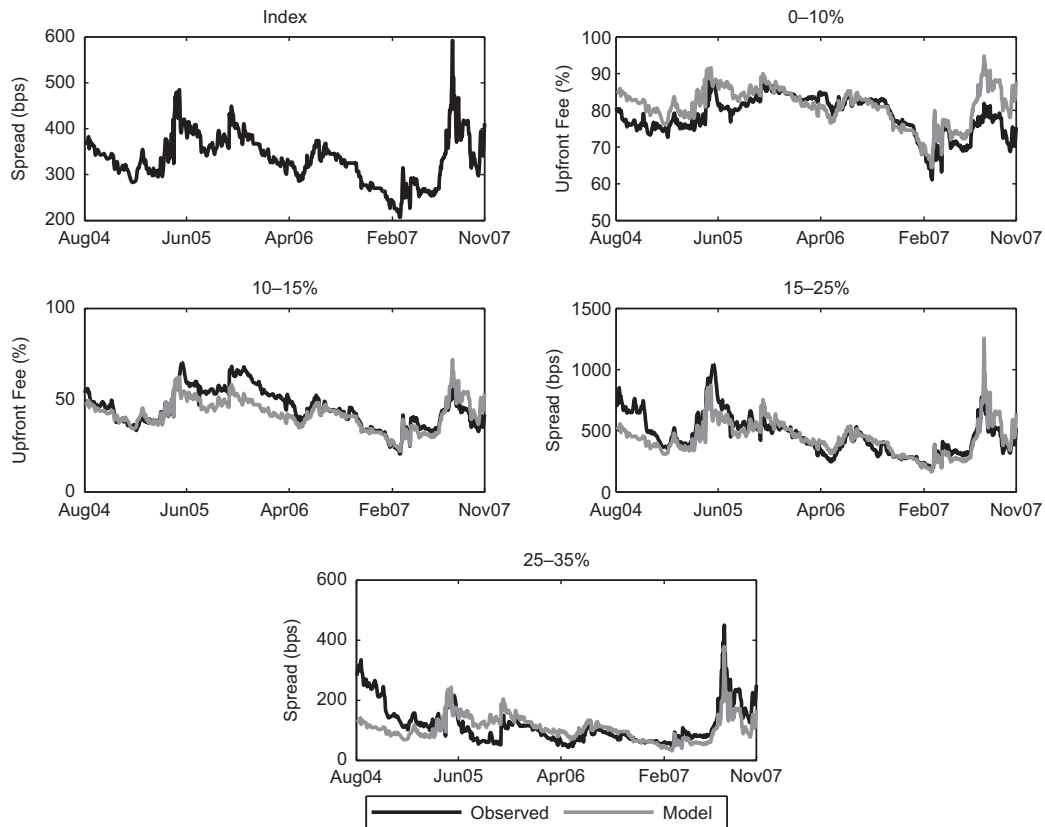 Index
Spread (bps)
600
500
400
300
200
Aug04 Jun05 Apr06 Feb07 Nov07
0–10%
Upfront Fee (%)
100
90
80
70
60
50
Aug04 Jun05 Apr06 Feb07 Nov07
10–15%
Upfront Fee (%)
100
50
0
Aug04 Jun05 Apr06 Feb07 Nov07
15–25%
Spread (bps)
1500
1000
500
0
Aug04 Jun05 Apr06 Feb07 Nov07
25–35%
Spread (bps)
600
400
200
0
Aug04 Jun05 Apr06 Feb07 Nov07
Observed Model